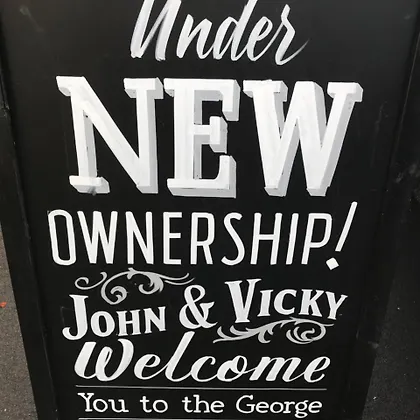 Under
NEW
OWNERSHIP!
JOHN & VICKY
Welcome
You to the George